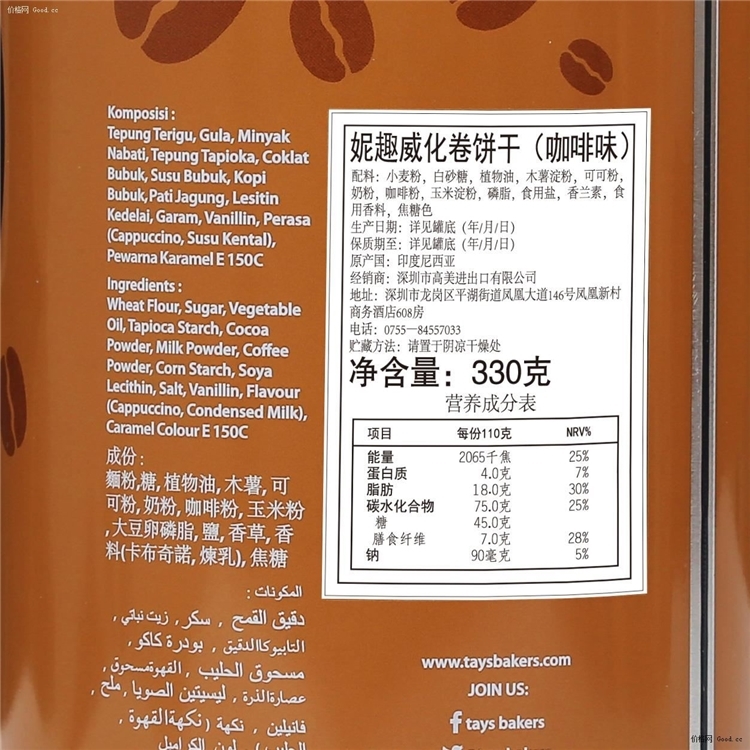 价格网 Good.cc
Komposisi :
Tepung Terigu, Gula, Minyak
Nabati, Tepung Tapioka, Coklat
Bubuk, Susu Bubuk, Kopi
Bubuk, Pati Jagung, Lesitin
Kedelai, Garam, Vanillin, Perasa
(Cappuccino, Susu Kental),
Pewarna Karamel E 150C
Ingredients :
Wheat Flour, Sugar, Vegetable
Oil, Tapioca Starch, Cocoa
Powder, Milk Powder, Coffee
Powder, Corn Starch, Soya
Lecithin, Salt, Vanillin, Flavour
(Cappuccino, Condensed Milk),
Caramel Colour E 150C
成份 :
麵粉,糖, 植物油, 木薯, 可
可粉, 奶粉, 咖啡粉, 玉米粉
, 大豆卵磷脂, 鹽, 香草, 香
料(卡布奇諾, 煉乳), 焦糖
المكونات :
دقيق القمح , سكر, زيت نباتي,
التابيوكاالدقيق , بودرة كاكو,
مسحوق الحليب , القهوةمسحوق,
عصارةالذرة , ليسيتين الصويا , ملح,
فانيلين , نكهة (نكهةالقهوة,
妮趣威化卷饼干（咖啡味）
配料：小麦粉，白砂糖，植物油，木薯淀粉，可可粉，
奶粉，咖啡粉，玉米淀粉，磷脂，食用盐，香兰素，食
用香料，焦糖色
生产日期：详见罐底（年/月/日）
保质期至：详见罐底（年/月/日）
原产国：印度尼西亚
经销商：深圳市高美进出口有限公司
地址：深圳市龙岗区平湖街道凤凰大道146号凤凰新村
商务酒店608房
电话：0755—84557033
贮藏方法：请置于阴凉干燥处
净含量：330克
营养成分表
项目 每份110克 NRV%
能量 2065千焦 25%
蛋白质 4.0克 7%
脂肪 18.0克 30%
碳水化合物 75.0克 25%
糖 45.0克
膳食纤维 7.0克 28%
钠 90毫克 5%
www.taysbakers.com
JOIN US:
f tays bakers
价格网 Good.cc